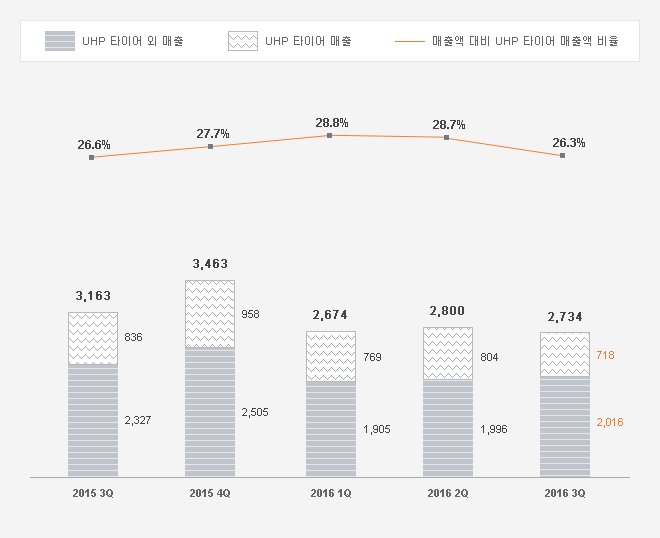 UHP 타이어 외 매출 UHP 타이어 매출 매출액 대비 UHP 타이어 매출액 비율
26.6% 27.7% 28.8% 28.7% 26.3%
3,163 3,463 2,674 2,800 2,734
836 958 769 804 718
2,327 2,505 1,905 1,996 2,016
2015 3Q 2015 4Q 2016 1Q 2016 2Q 2016 3Q